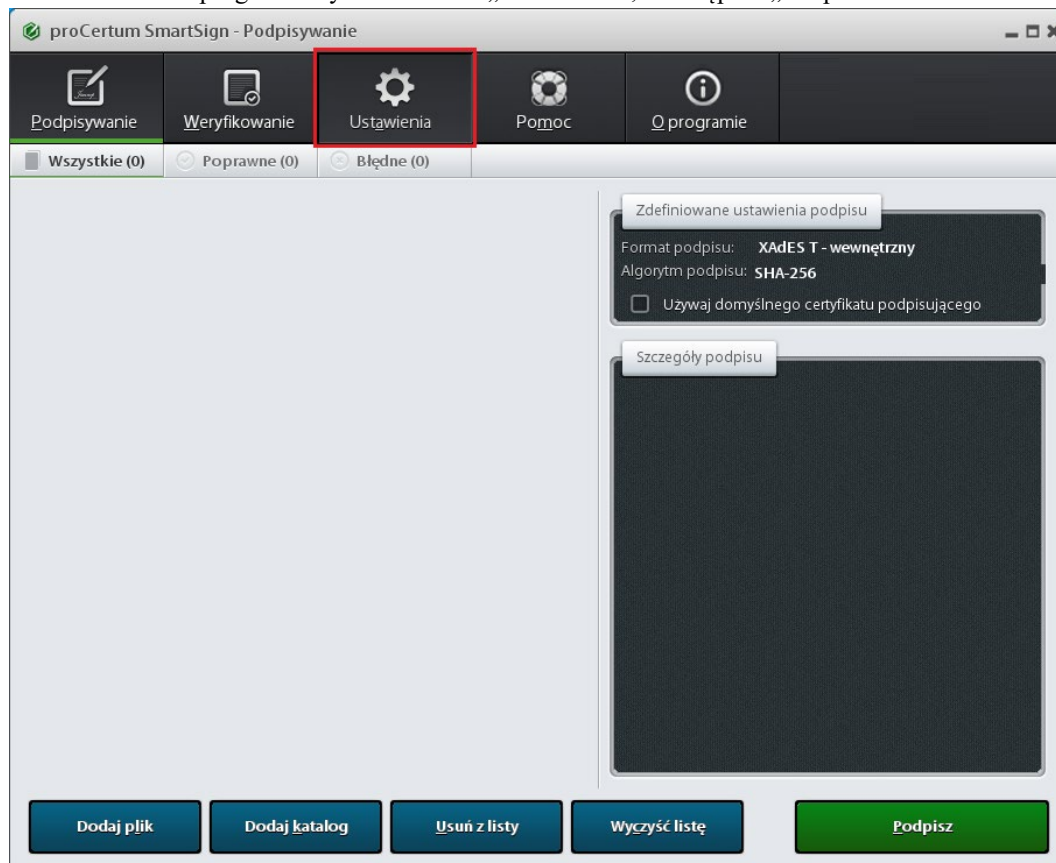 proCertum SmartSign - Podpisywanie
Podpisywanie Weryfikowanie Ustawienia Pomoc O programie
Wszystkie (0) Poprawne (0) Błędne (0)
Zdefiniowane ustawienia podpisu
Format podpisu: XAdES T - wewnętrzny
Algorytm podpisu: SHA-256
Używaj domyślnego certyfikatu podpisującego
Szczegóły podpisu
Dodaj plik Dodaj katalog Usuń z listy Wyczyść listę Podpisz